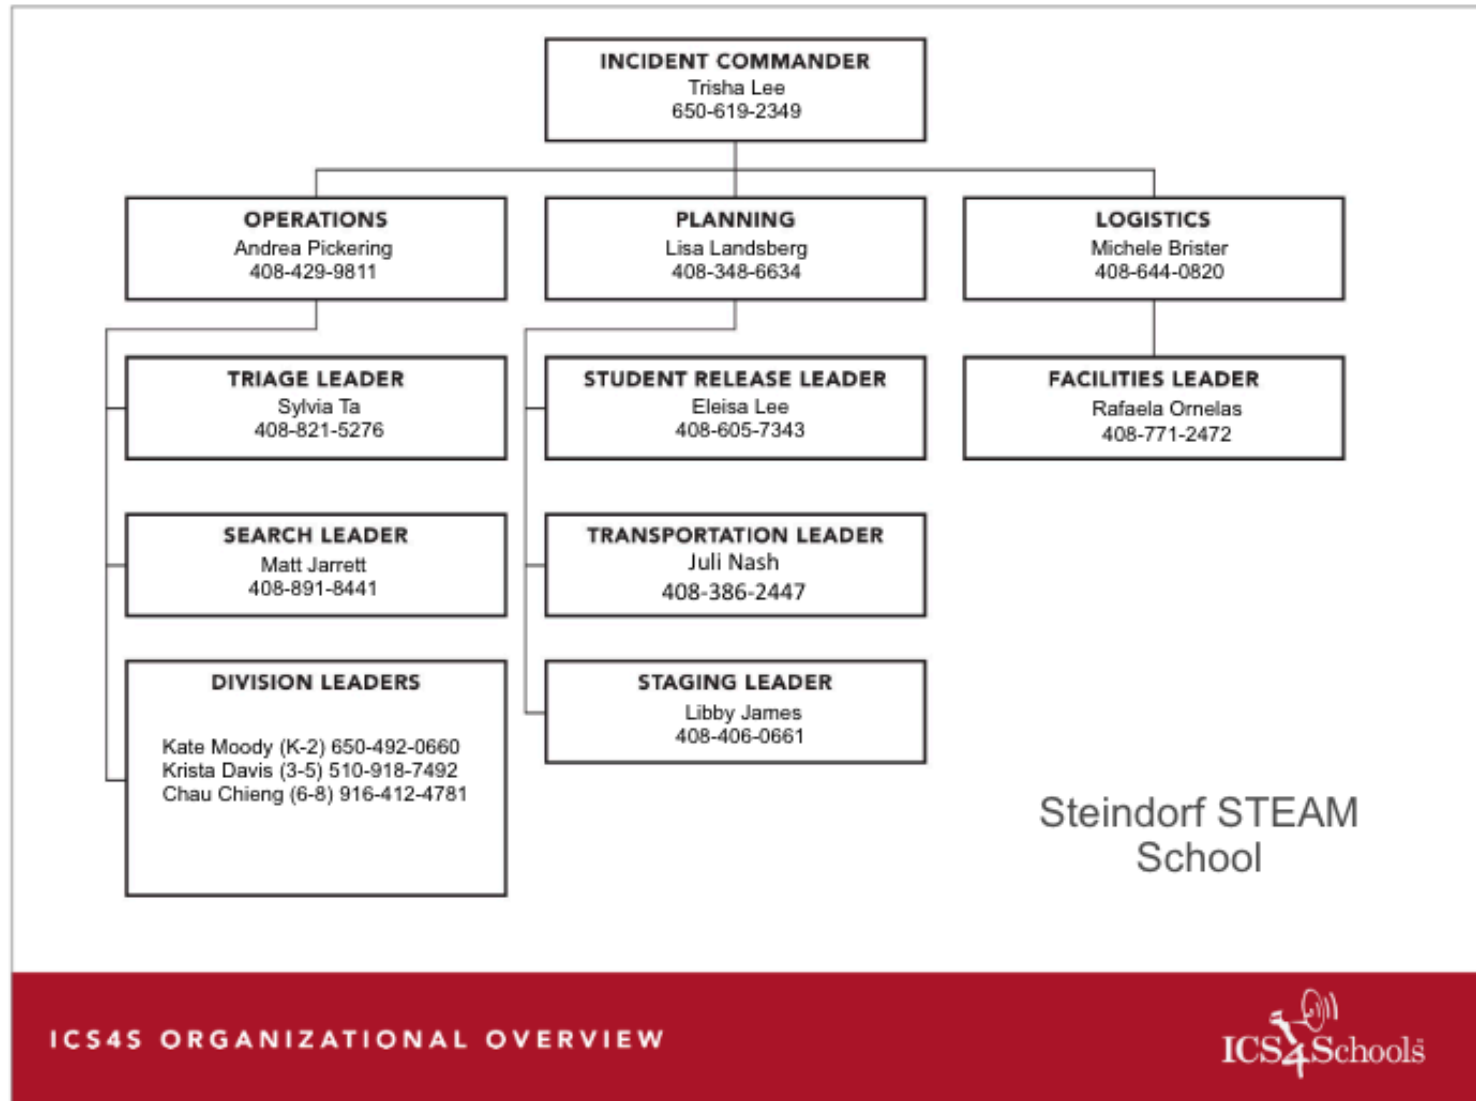 INCIDENT COMMANDER
Trisha Lee
650-619-2349
OPERATIONS
Andrea Pickering
408-429-9811
PLANNING
Lisa Landsberg
408-348-6634
LOGISTICS
Michele Brister
408-644-0820
TRIAGE LEADER
Sylvia Ta
408-821-5276
STUDENT RELEASE LEADER
Eleisa Lee
408-605-7343
FACILITIES LEADER
Rafaela Ornelas
408-771-2472
SEARCH LEADER
Matt Jarrett
408-891-8441
TRANSPORTATION LEADER
Juli Nash
408-386-2447
DIVISION LEADERS
Kate Moody (K-2) 650-492-0660
Krista Davis (3-5) 510-918-7492
Chau Chieng (6-8) 916-412-4781
STAGING LEADER
Libby James
408-406-0661
Steindorf STEAM
School
ICS4S ORGANIZATIONAL OVERVIEW
ICS4Schools